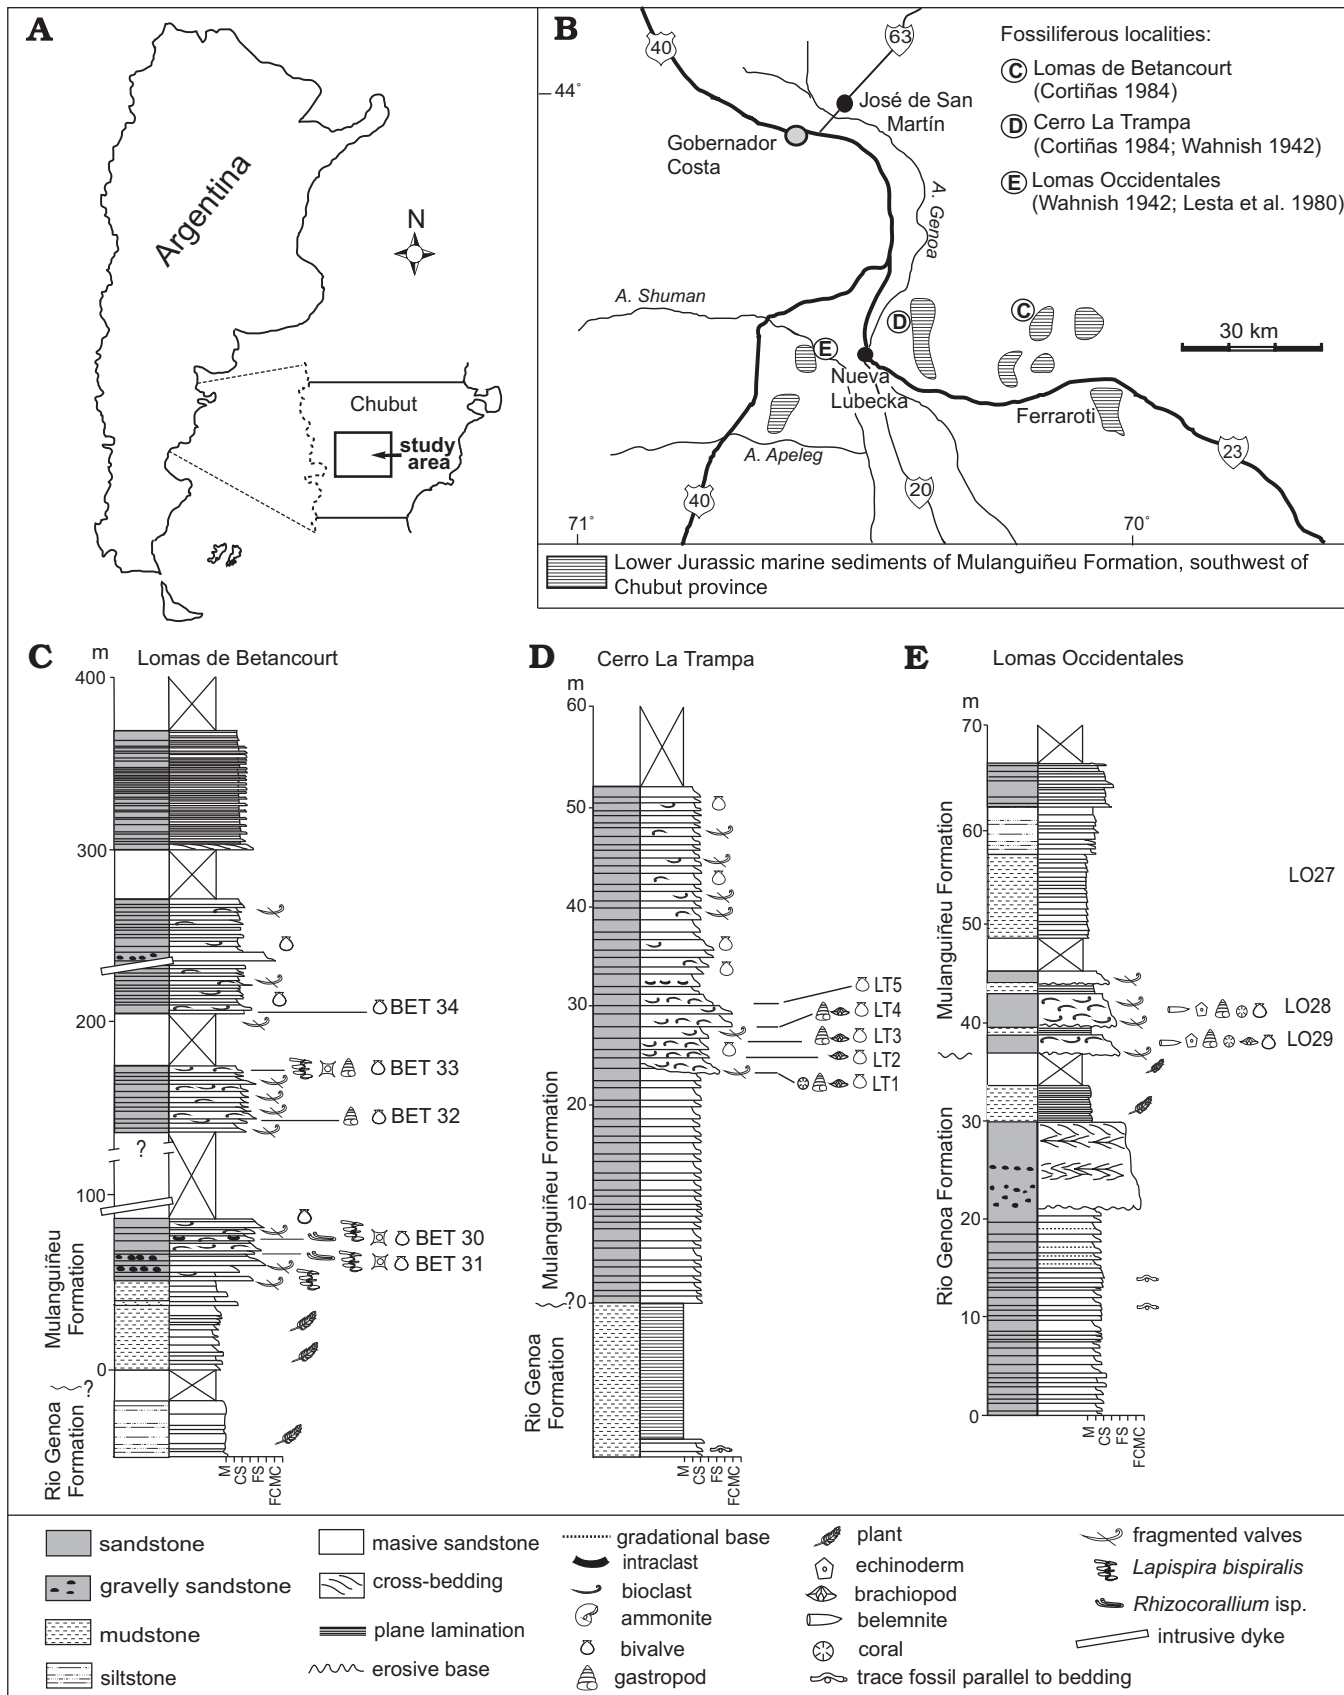 A
Argentina
N
Chubut
study
area
B
40
63
44°
José de San
Martín
Gobernador
Costa
Fossiliferous localities:
C Lomas de Betancourt
(Cortiñas 1984)
D Cerro La Trampa
(Cortiñas 1984; Wahnish 1942)
E Lomas Occidentales
(Wahnish 1942; Lesta et al. 1980)
A. Genoa
A. Shuman
D
C
E
30 km
Nueva
Lubecka
Ferraroti
A. Apeleg
40
20
23
71°
70°
Lower Jurassic marine sediments of Mulanguiñeu Formation, southwest of
Chubut province
C
m
Lomas de Betancourt
400
300
200
100
0
?
?
BET 34
BET 33
BET 32
BET 30
BET 31
Mulanguiñeu
Formation
Rio Genoa
Formation
M
CS
FS
FCMC
D
Cerro La Trampa
m
60
50
40
30
20
10
?0
LT5
LT4
LT3
LT2
LT1
Mulanguiñeu Formation
Rio Genoa
Formation
M
CS
FS
FCMC
E
Lomas Occidentales
m
70
60
50
40
30
20
10
0
LO27
LO28
LO29
Mulanguiñeu Formation
Rio Genoa Formation
M
CS
FS
FCMC
sandstone
gravelly sandstone
mudstone
siltstone
masive sandstone
cross-bedding
plane lamination
erosive base
gradational base
intraclast
bioclast
ammonite
bivalve
gastropod
plant
echinoderm
brachiopod
belemnite
coral
trace fossil parallel to bedding
fragmented valves
Lapispira bispiralis
Rhizocorallium isp.
intrusive dyke